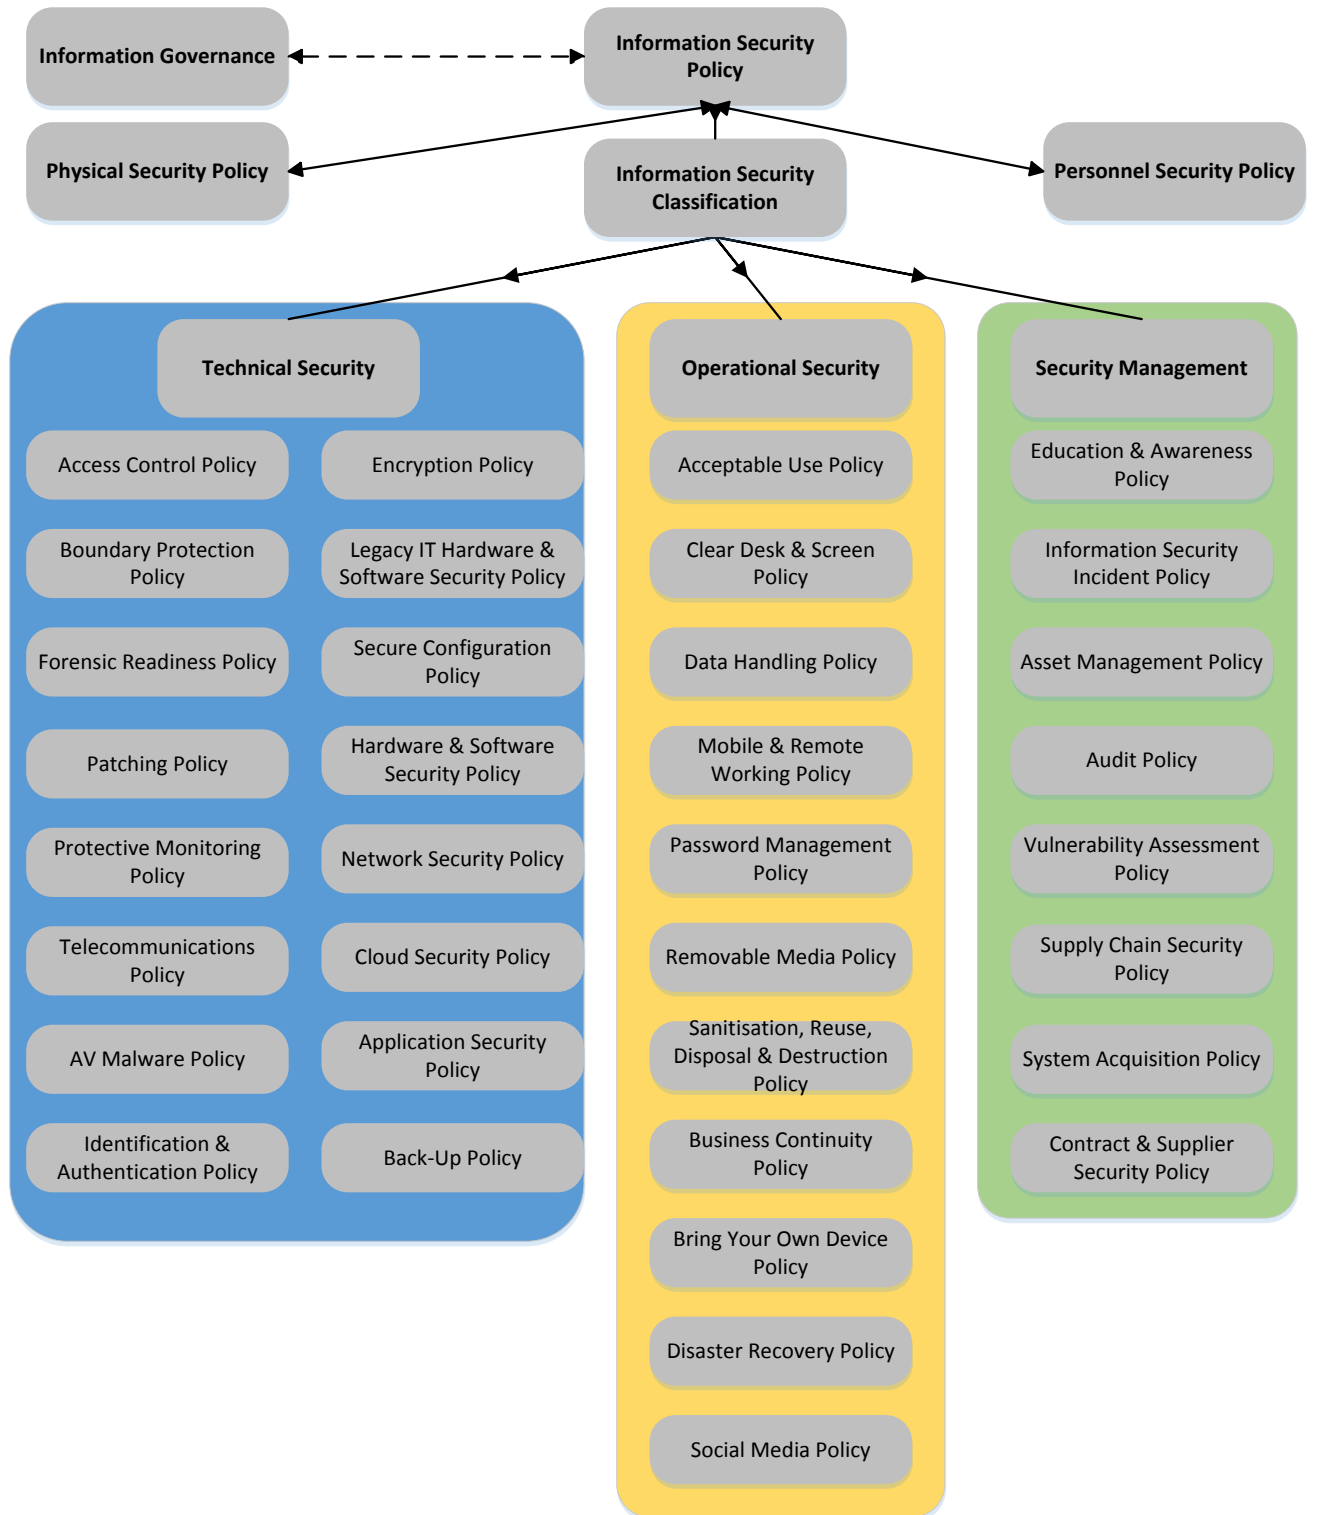 Information Governance
Information Security
Policy
Physical Security Policy
Information Security
Classification
Personnel Security Policy
Technical Security
Access Control Policy
Encryption Policy
Boundary Protection
Policy
Legacy IT Hardware &
Software Security Policy
Forensic Readiness Policy
Secure Configuration
Policy
Patching Policy
Hardware & Software
Security Policy
Protective Monitoring
Policy
Network Security Policy
Telecommunications
Policy
Cloud Security Policy
AV Malware Policy
Application Security
Policy
Identification &
Authentication Policy
Back-Up Policy
Operational Security
Acceptable Use Policy
Clear Desk & Screen
Policy
Data Handling Policy
Mobile & Remote
Working Policy
Password Management
Policy
Removable Media Policy
Sanitisation, Reuse,
Disposal & Destruction
Policy
Business Continuity
Policy
Bring Your Own Device
Policy
Disaster Recovery Policy
Social Media Policy
Security Management
Education & Awareness
Policy
Information Security
Incident Policy
Asset Management Policy
Audit Policy
Vulnerability Assessment
Policy
Supply Chain Security
Policy
System Acquisition Policy
Contract & Supplier
Security Policy